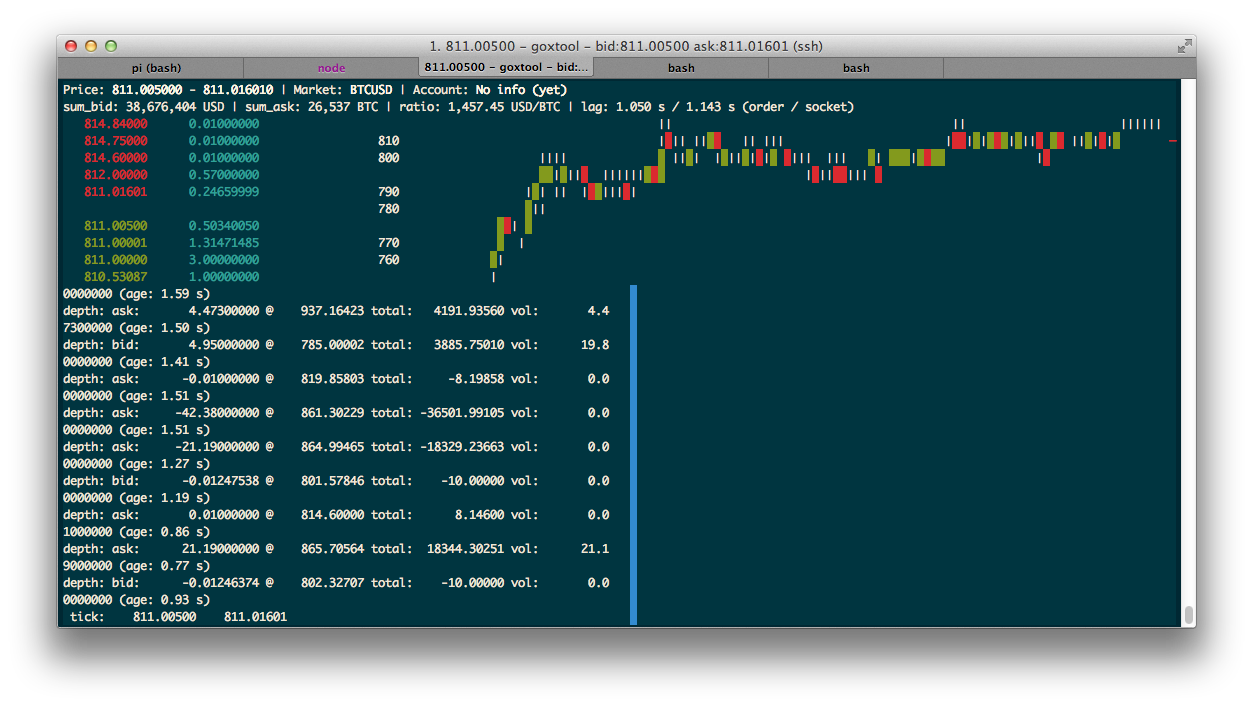 1. 811.00500 – goxtool – bid:811.00500 ask:811.01601 (ssh)
pi (bash) node 811.00500 – goxtool – bid:... bash bash
Price: 811.005000 - 811.016010 | Market: BTCUSD | Account: No info (yet)
sum_bid: 38,676,404 USD | sum_ask: 26,537 BTC | ratio: 1,457.45 USD/BTC | lag: 1.050 s / 1.143 s (order / socket)
814.84000 0.01000000
814.75000 0.01000000 810
814.60000 0.01000000 800
812.00000 0.57000000
811.01601 0.24659999 790
780
811.00500 0.50340050
811.00001 1.31471485 770
811.00000 3.00000000 760
810.53087 1.00000000
0000000 (age: 1.59 s)
depth: ask: 4.47300000 @ 937.16423 total: 4191.93560 vol: 4.4
7300000 (age: 1.50 s)
depth: bid: 4.95000000 @ 785.00002 total: 3885.75010 vol: 19.8
0000000 (age: 1.41 s)
depth: ask: -0.01000000 @ 819.85803 total: -8.19858 vol: 0.0
0000000 (age: 1.51 s)
depth: ask: -42.38000000 @ 861.30229 total: -36501.99105 vol: 0.0
0000000 (age: 1.51 s)
depth: ask: -21.19000000 @ 864.99465 total: -18329.23663 vol: 0.0
0000000 (age: 1.27 s)
depth: bid: -0.01247538 @ 801.57846 total: -10.00000 vol: 0.0
0000000 (age: 1.19 s)
depth: ask: 0.01000000 @ 814.60000 total: 8.14600 vol: 0.0
1000000 (age: 0.86 s)
depth: ask: 21.19000000 @ 865.70564 total: 18344.30251 vol: 21.1
9000000 (age: 0.77 s)
depth: bid: -0.01246374 @ 802.32707 total: -10.00000 vol: 0.0
0000000 (age: 0.93 s)
tick: 811.00500 811.01601